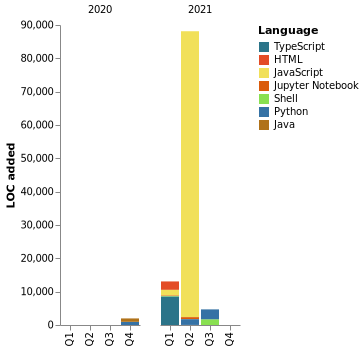 2020
2021
Language
TypeScript
HTML
JavaScript
Jupyter Notebook
Shell
Python
Java
LOC added
90,000
80,000
70,000
60,000
50,000
40,000
30,000
20,000
10,000
0
Q1
Q2
Q3
Q4
Q1
Q2
Q3
Q4